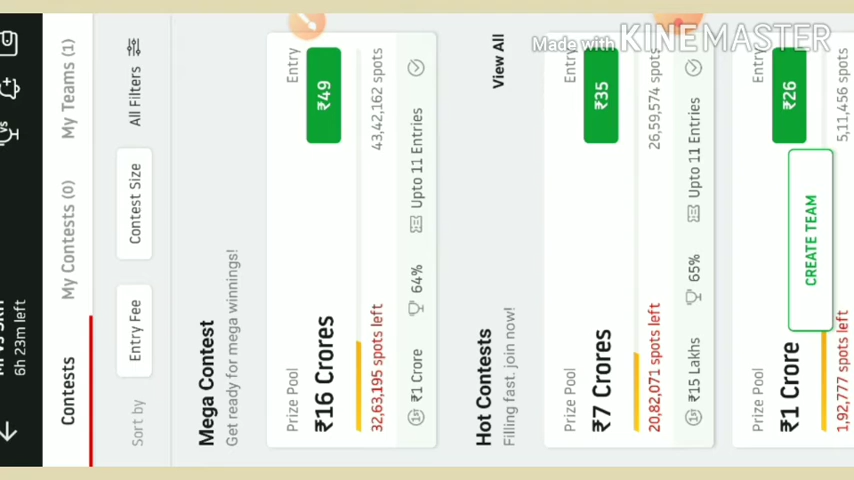 Made with KINEMASTER
6h 23m left
Contests
My Contests (0)
My Teams (1)
Sort by
Entry Fee
Contest Size
All Filters
Mega Contest
Get ready for mega winnings!
Prize Pool
Entry
₹16 Crores
₹49
32,63,195 spots left
43,42,162 spots
1st
₹1 Crore
64%
Upto 11 Entries
Hot Contests
View All
Filling fast. join now!
Prize Pool
Entry
₹7 Crores
₹35
20,82,071 spots left
26,59,574 spots
1st
₹15 Lakhs
65%
Upto 11 Entries
Prize Pool
Entry
₹1 Crore
₹26
CREATE TEAM
1,92,777 spots left
5,11,456 spots